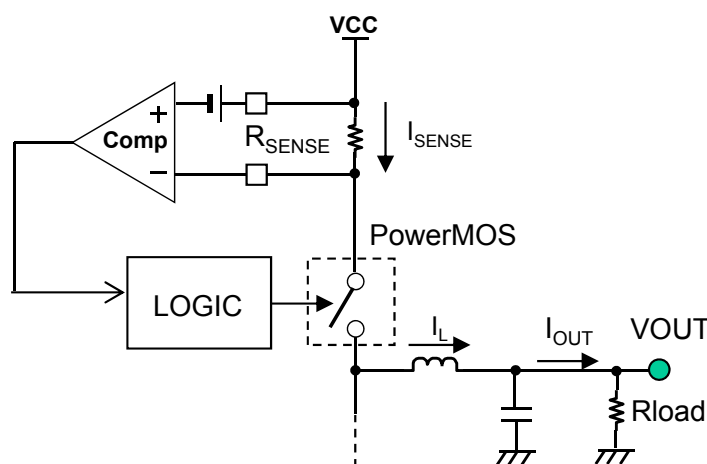 VCC
+
Comp
−
R_SENSE
I_SENSE
PowerMOS
LOGIC
I_L
I_OUT
VOUT
Rload